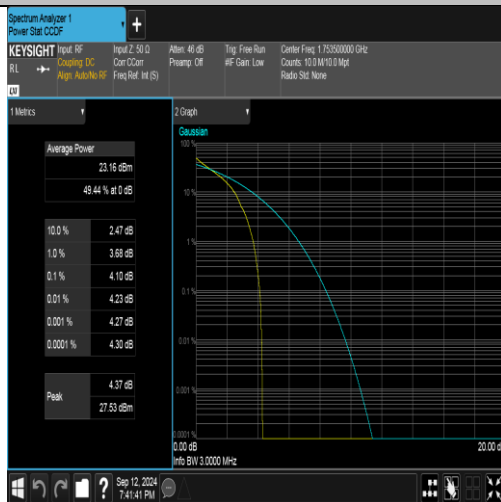 Spectrum Analyzer 1
Power Stat CCDF
KEYSIGHT
RL
Input: RF
Coupling: DC
Align: Auto/No RF
Input Z: 50 Ω
Corr CCorr
Freq Ref: Int (S)
Atten: 46 dB
Preamp: Off
Trig: Free Run
#IF Gain: Low
Center Freq: 1.753500000 GHz
Counts: 10.0 M/10.0 Mpt
Radio Std: None
1 Metrics
Average Power
23.16 dBm
49.44 % at 0 dB
10.0 % 2.47 dB
1.0 % 3.68 dB
0.1 % 4.10 dB
0.01 % 4.23 dB
0.001 % 4.27 dB
0.0001 % 4.30 dB
Peak
4.37 dB
27.53 dBm
2 Graph
Gaussian
100 %
10 %
1 %
0.1 %
0.01 %
0.001 %
0.0001 %
0.00 dB
20.00 d
Info BW 3.0000 MHz
?
Sep 12, 2024
7:41:41 PM